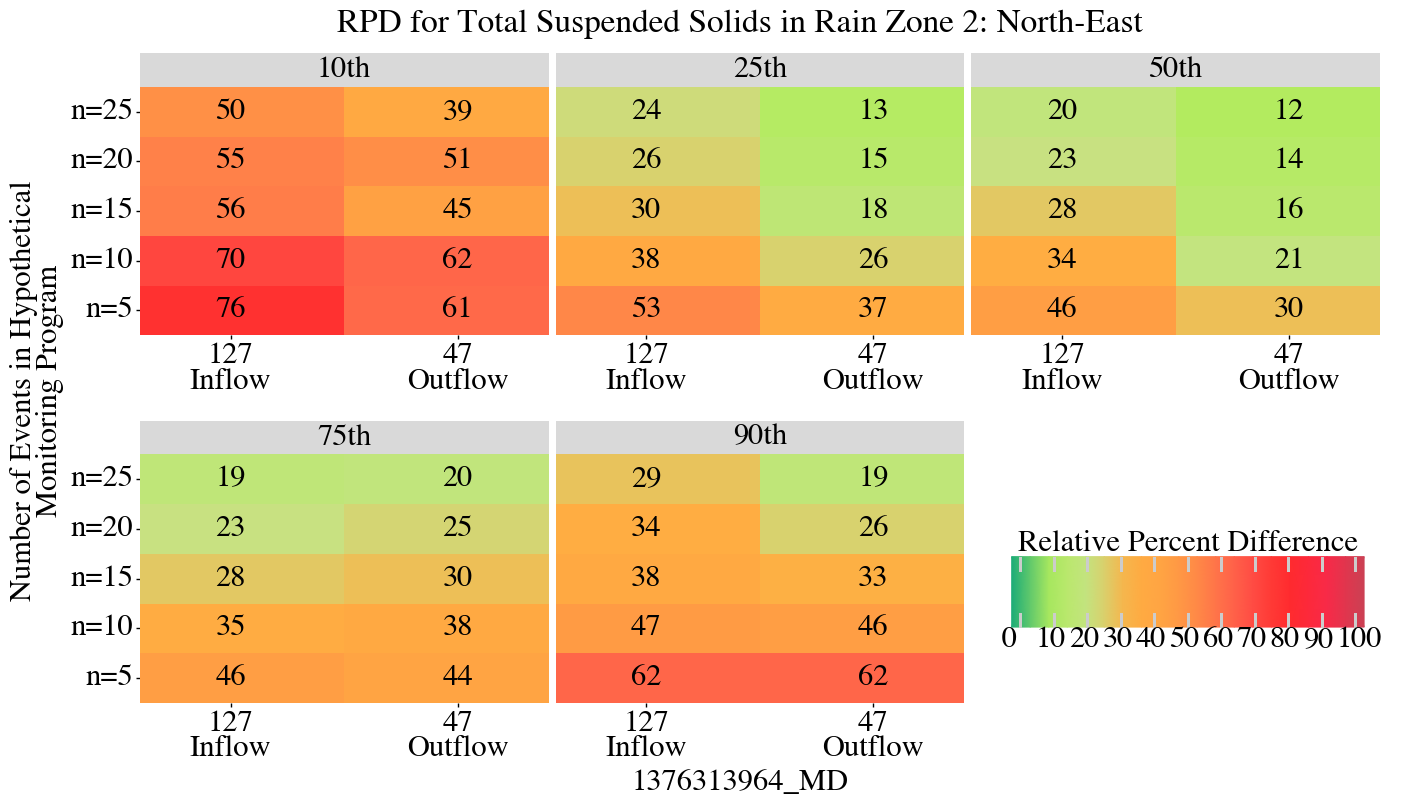 RPD for Total Suspended Solids in Rain Zone 2: North-East
Number of Events in Hypothetical
Monitoring Program
10th 25th 50th
n=25 50 39 24 13 20 12
n=20 55 51 26 15 23 14
n=15 56 45 30 18 28 16
n=10 70 62 38 26 34 21
n=5 76 61 53 37 46 30
127 47 127 47 127 47
Inflow Outflow Inflow Outflow Inflow Outflow
75th 90th
n=25 19 20 29 19
n=20 23 25 34 26
n=15 28 30 38 33
n=10 35 38 47 46
n=5 46 44 62 62
127 47 127 47
Inflow Outflow Inflow Outflow
Relative Percent Difference
0 10 20 30 40 50 60 70 80 90 100
1376313964_MD